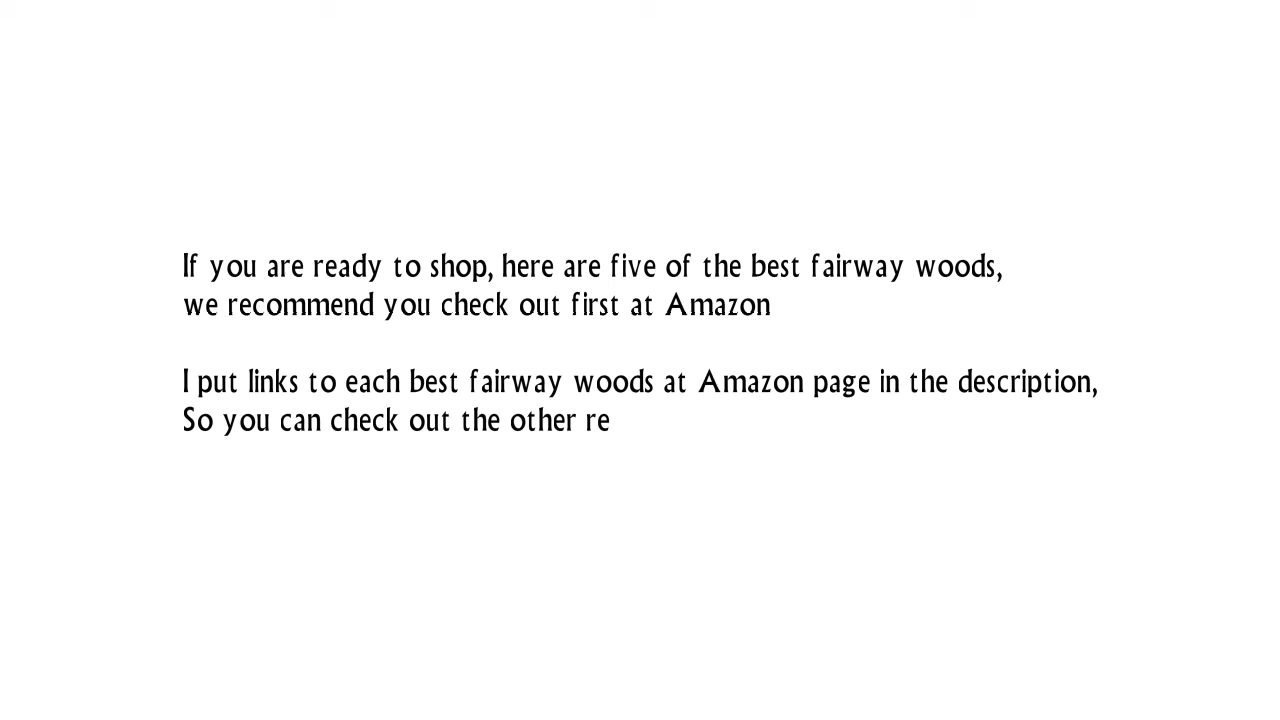 If you are ready to shop, here are five of the best fairway woods,
we recommend you check out first at Amazon
I put links to each best fairway woods at Amazon page in the description,
So you can check out the other re